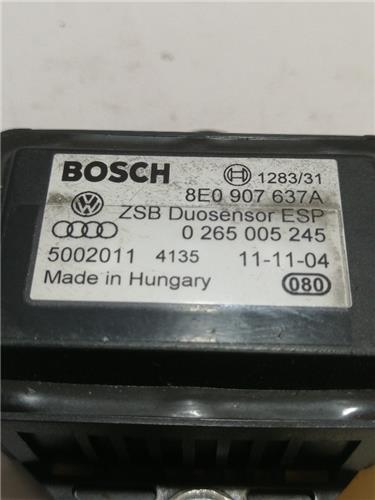 BOSCH 1283/31
8E0 907 637A
ZSB Duosensor ESP
0 265 005 245
5002011 4135 11-11-04
Made in Hungary 080